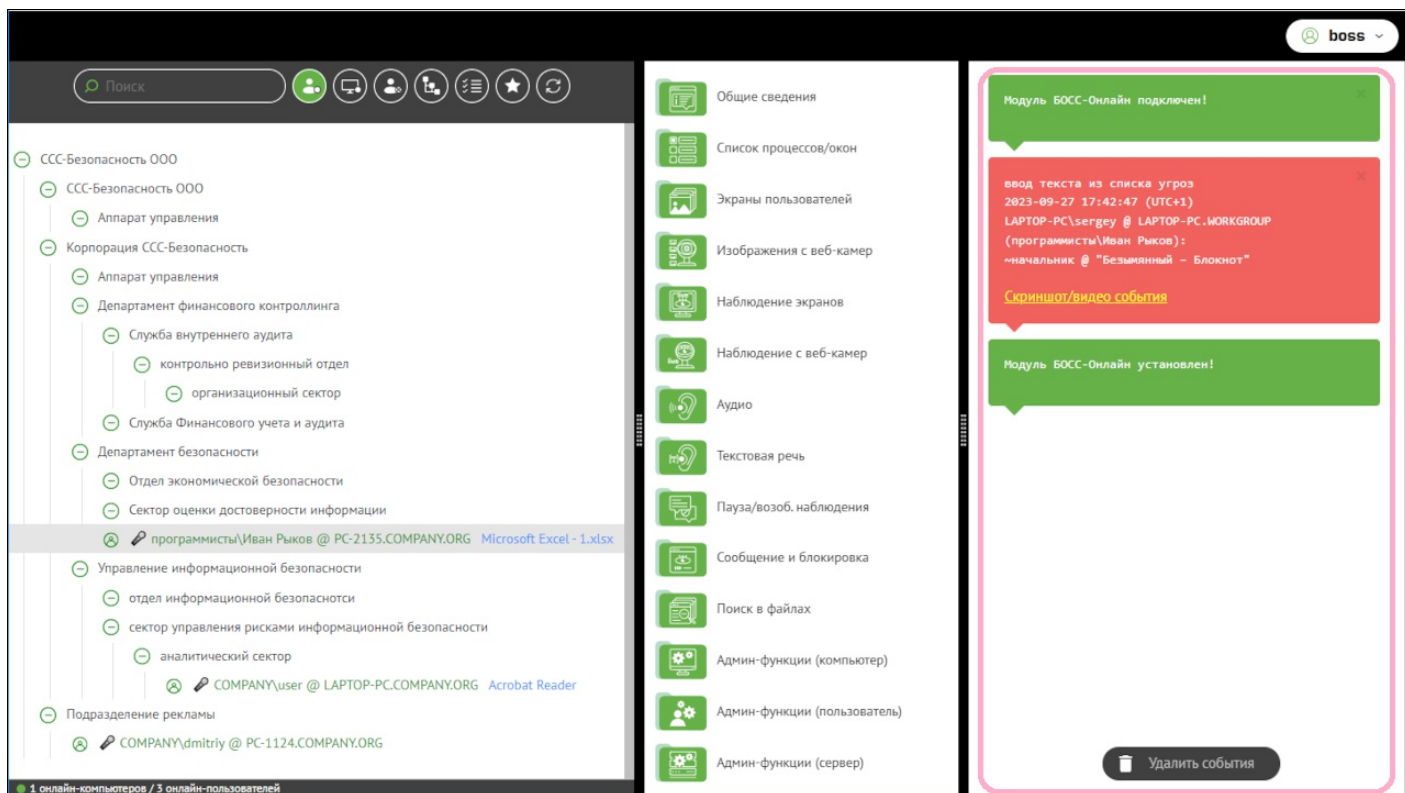 boss
Поиск
ССС-Безопасность ООО
ССС-Безопасность ООО
Аппарат управления
Корпорация ССС-Безопасность
Аппарат управления
Департамент финансового контроллинга
Служба внутреннего аудита
контрольно ревизионный отдел
организационный сектор
Служба Финансового учета и аудита
Департамент безопасности
Отдел экономической безопасности
Сектор оценки достоверности информации
программисты\Иван Рыков @ PC-2135.COMPANY.ORG Microsoft Excel - 1.xlsx
Управление информационной безопасности
отдел информационной безопаснотси
сектор управления рисками информационной безопасности
аналитический сектор
COMPANY\user @ LAPTOP-PC.COMPANY.ORG Acrobat Reader
Подразделение рекламы
COMPANY\dmitriy @ PC-1124.COMPANY.ORG
1 онлайн-компьютеров / 3 онлайн-пользователей
Общие сведения
Список процессов/окон
Экраны пользователей
Изображения с веб-камер
Наблюдение экранов
Наблюдение с веб-камер
Аудио
Текстовая речь
Пауза/возоб. наблюдения
Сообщение и блокировка
Поиск в файлах
Админ-функции (компьютер)
Админ-функции (пользователь)
Админ-функции (сервер)
Модуль БОСС-Онлайн подключен!
ввод текста из списка угроз
2023-09-27 17:42:47 (UTC+1)
LAPTOP-PC\sergey @ LAPTOP-PC.WORKGROUP
(программисты\Иван Рыков):
~начальник @ "Безымянный – Блокнот"
Скриншот/видео события
Модуль БОСС-Онлайн установлен!
Удалить события